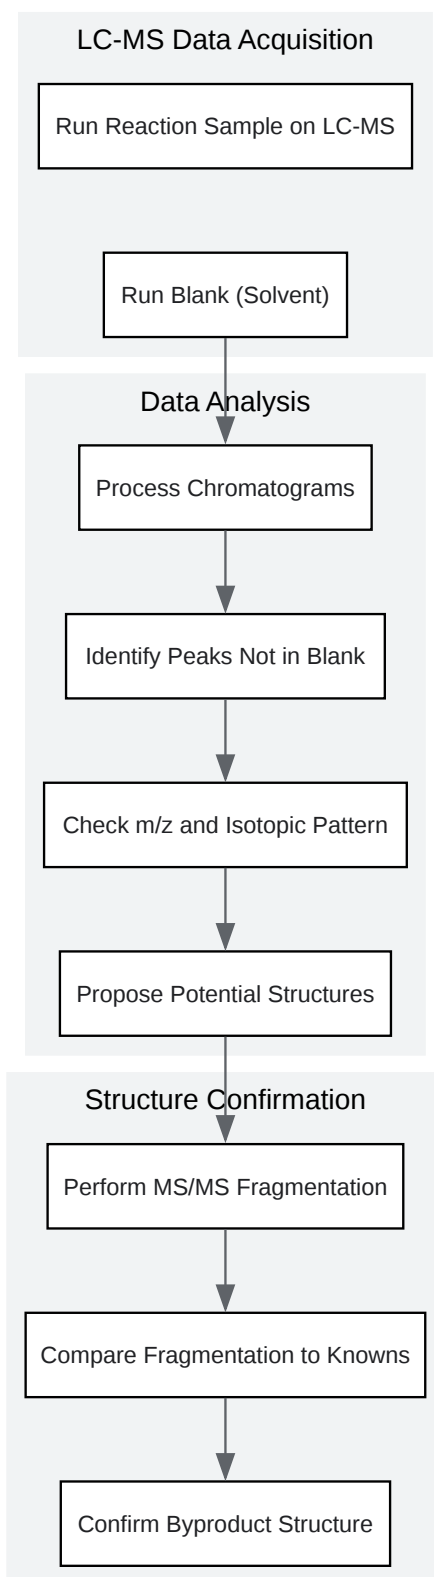 LC-MS Data Acquisition
Run Reaction Sample on LC-MS
Run Blank (Solvent)
Data Analysis
Process Chromatograms
Identify Peaks Not in Blank
Check m/z and Isotopic Pattern
Propose Potential Structures
Structure Confirmation
Perform MS/MS Fragmentation
Compare Fragmentation to Knowns
Confirm Byproduct Structure